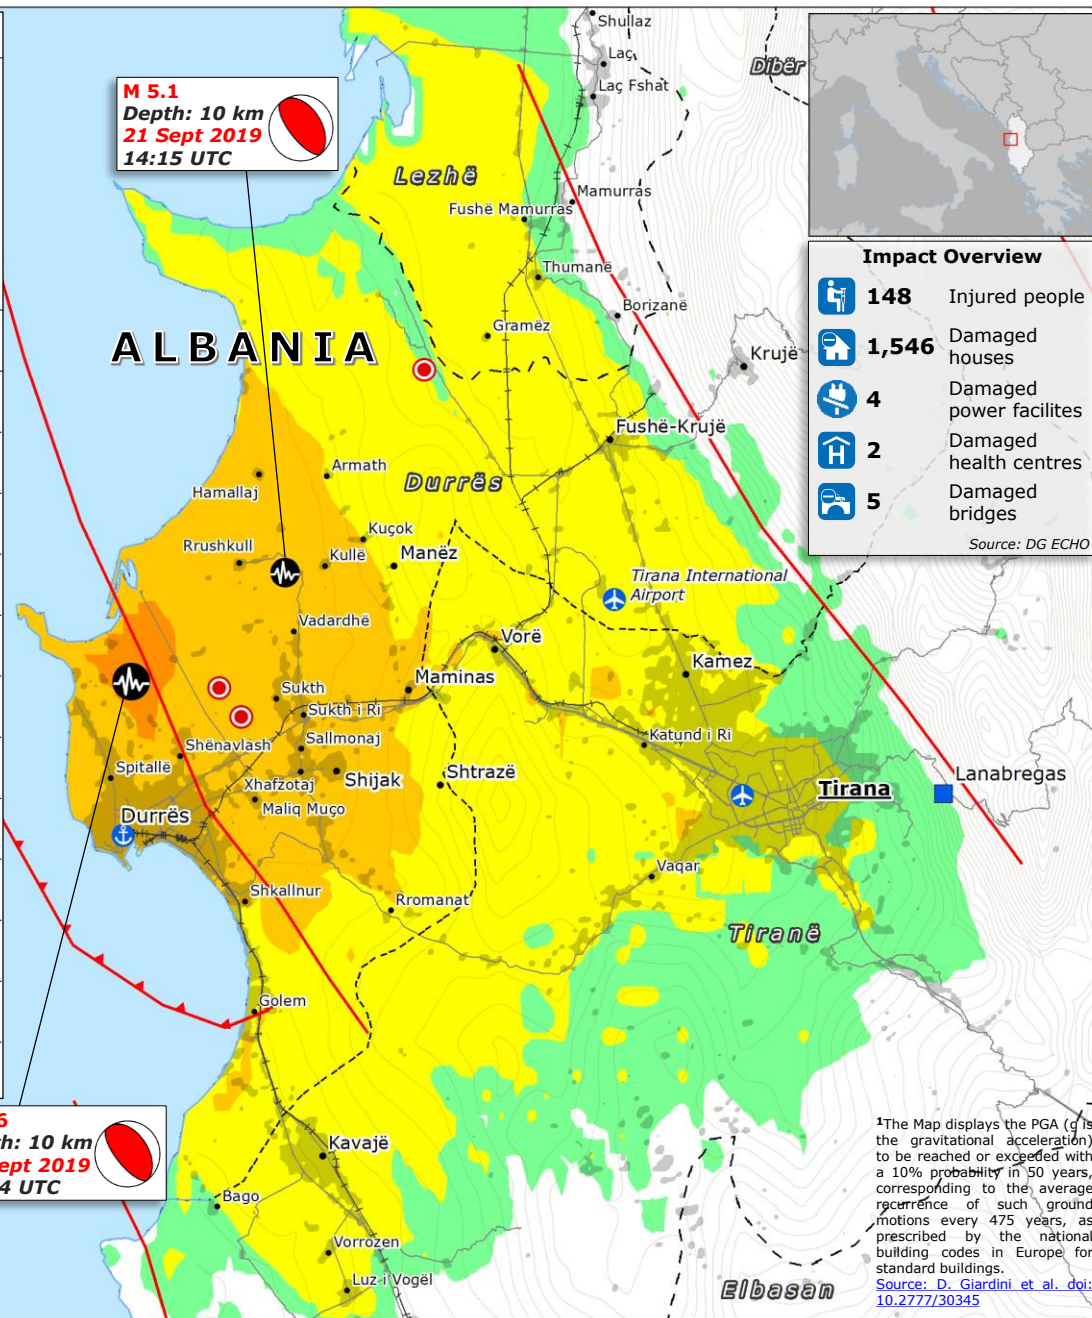 Shullaz
Laç
Dibër
Laç Fshat
M 5.1
Depth: 10 km
21 Sept 2019
14:15 UTC
Lezhë
Mamurras
Fushë Mamurras
Thumanë
Borizanë
Gramëz
ALBANIA
Krujë
Impact Overview
148 Injured people
1,546 Damaged
houses
4 Damaged
power facilites
2 Damaged
health centres
5 Damaged
bridges
Source: DG ECHO
Fushë-Krujë
Armath
Hamallaj
Durrës
Kuçok
Rrushkull
Kullë
Manëz
Tirana International
Airport
Vadardhë
Vorë
Kamez
Maminas
Sukth
Sukth i Ri
Katund i Ri
Sallmonaj
Shënavlash
Spitallë
Xhafzotaj
Shijak
Shtrazë
Lanabregas
Tirana
Maliq Muço
Durrës
Vaqar
Shkallnur
Rromanat
Tiranë
Golem
6
th: 10 km
ept 2019
4 UTC
Kavajë
Bago
Vorrozen
Luz i Vogël
Elbasan
1The Map displays the PGA (g is
the gravitational acceleration)
to be reached or exceeded with
a 10% probability in 50 years,
corresponding to the average
recurrence of such ground
motions every 475 years, as
prescribed by the national
building codes in Europe for
standard buildings.
Source: D. Giardini et al. doi:
10.2777/30345